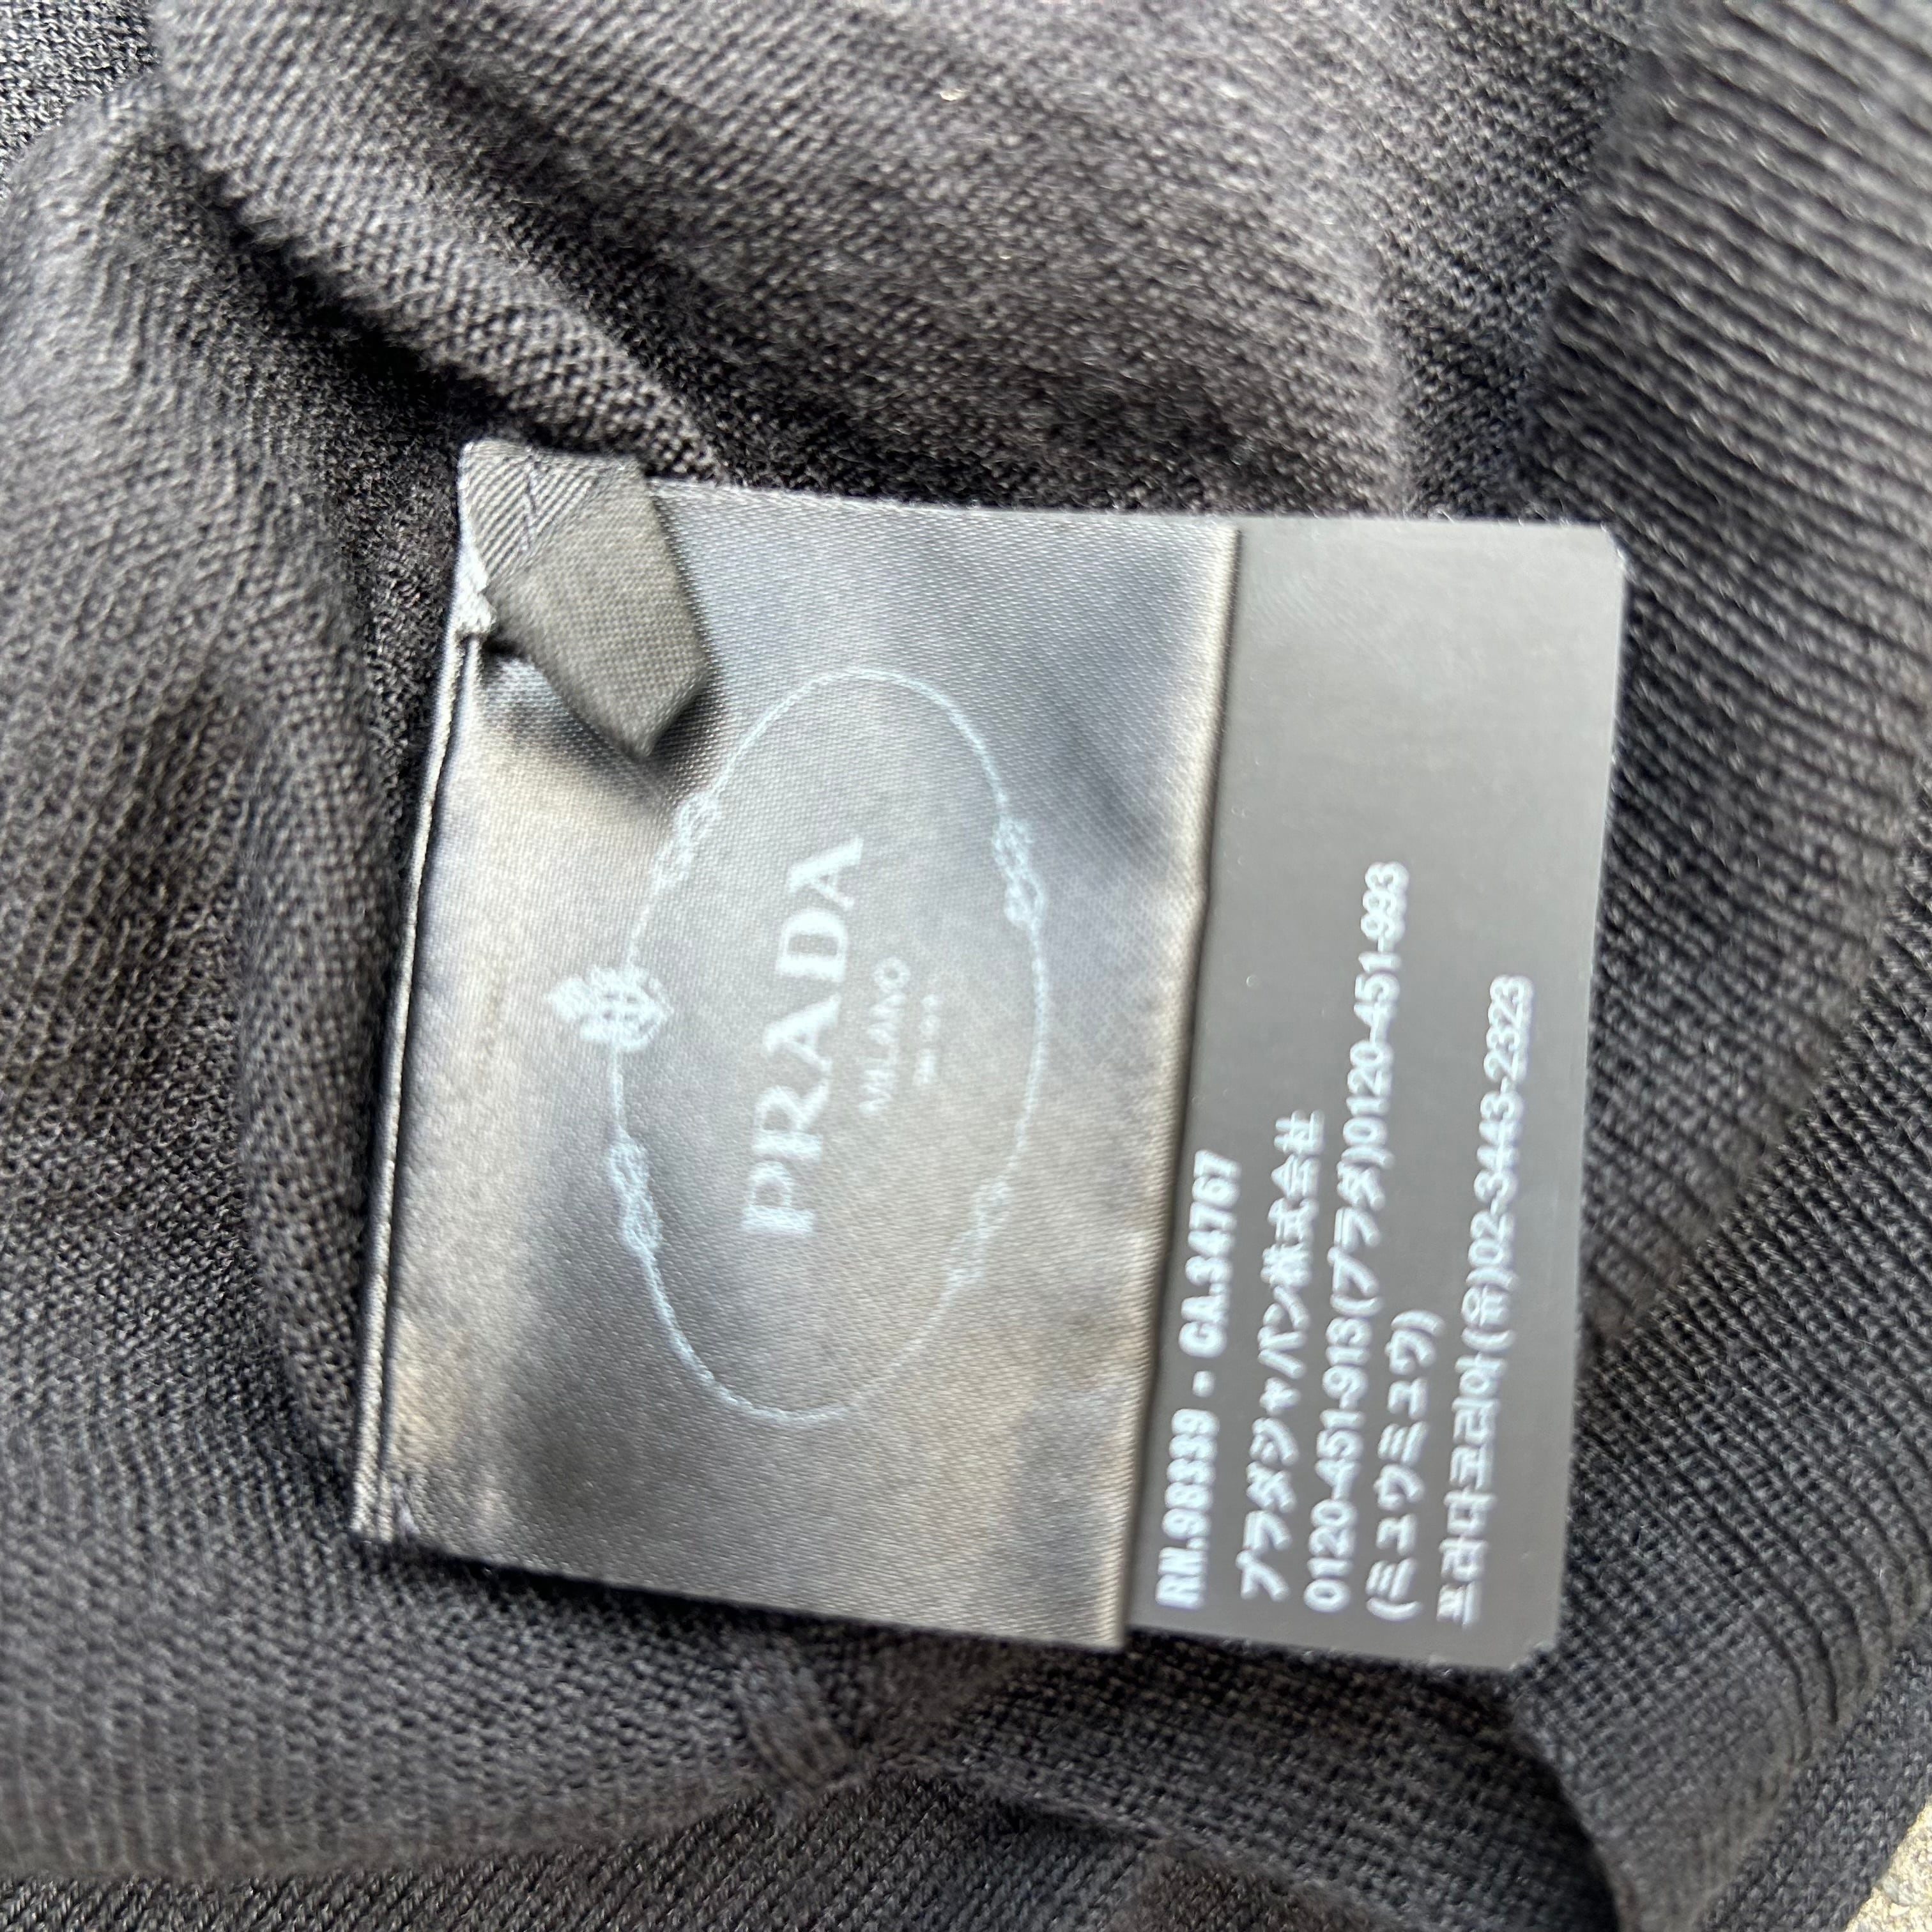 PRADA
MILANO
RN.98339 - CA.34767
プラダジャパン株式会社
0120-451-913(プラダ)0120-451-993
(ミュウミュウ)
프라다코리아(유)02-3443-2323